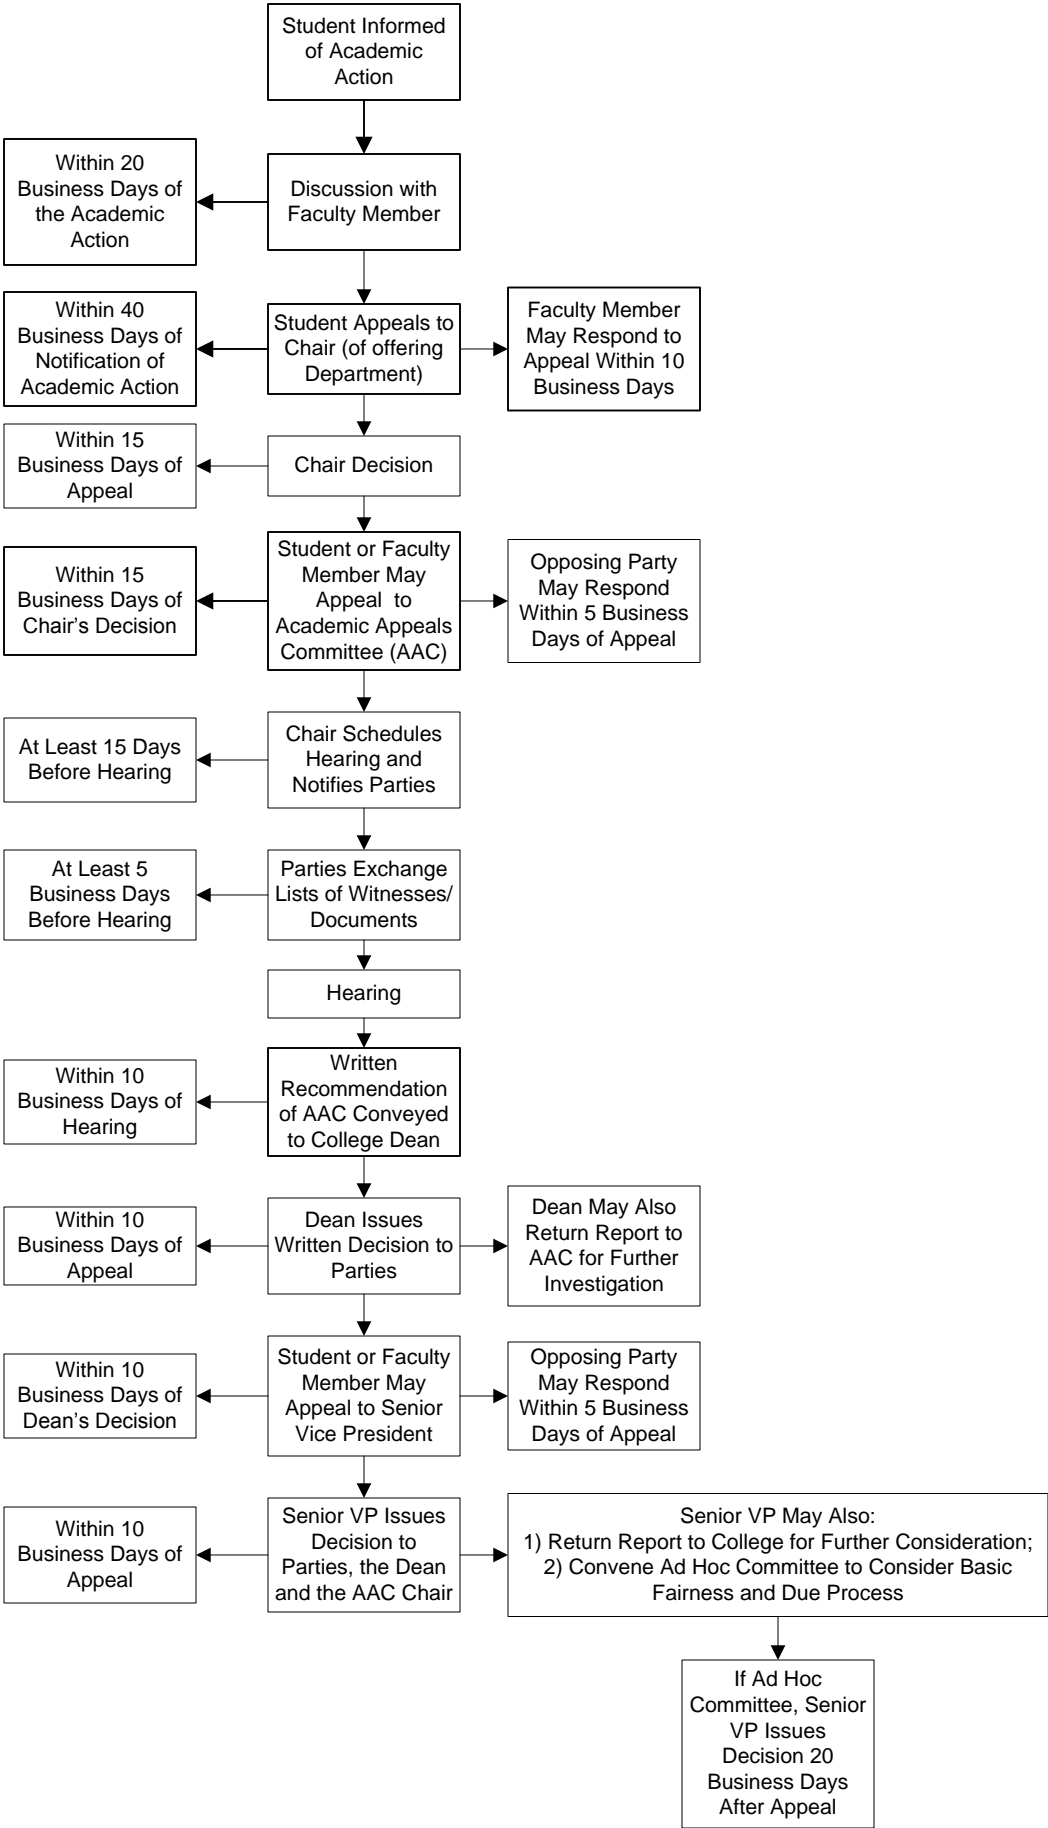 Student Informed
of Academic
Action
Within 20
Business Days of
the Academic
Action
Discussion with
Faculty Member
Within 40
Business Days of
Notification of
Academic Action
Student Appeals to
Chair (of offering
Department)
Faculty Member
May Respond to
Appeal Within 10
Business Days
Within 15
Business Days of
Appeal
Chair Decision
Within 15
Business Days of
Chair's Decision
Student or Faculty
Member May
Appeal to
Academic Appeals
Committee (AAC)
Opposing Party
May Respond
Within 5 Business
Days of Appeal
At Least 15 Days
Before Hearing
Chair Schedules
Hearing and
Notifies Parties
At Least 5
Business Days
Before Hearing
Parties Exchange
Lists of Witnesses/
Documents
Hearing
Within 10
Business Days of
Hearing
Written
Recommendation
of AAC Conveyed
to College Dean
Within 10
Business Days of
Appeal
Dean Issues
Written Decision to
Parties
Dean May Also
Return Report to
AAC for Further
Investigation
Within 10
Business Days of
Dean's Decision
Student or Faculty
Member May
Appeal to Senior
Vice President
Opposing Party
May Respond
Within 5 Business
Days of Appeal
Within 10
Business Days of
Appeal
Senior VP Issues
Decision to
Parties, the Dean
and the AAC Chair
Senior VP May Also:
1) Return Report to College for Further Consideration;
2) Convene Ad Hoc Committee to Consider Basic
Fairness and Due Process
If Ad Hoc
Committee, Senior
VP Issues
Decision 20
Business Days
After Appeal